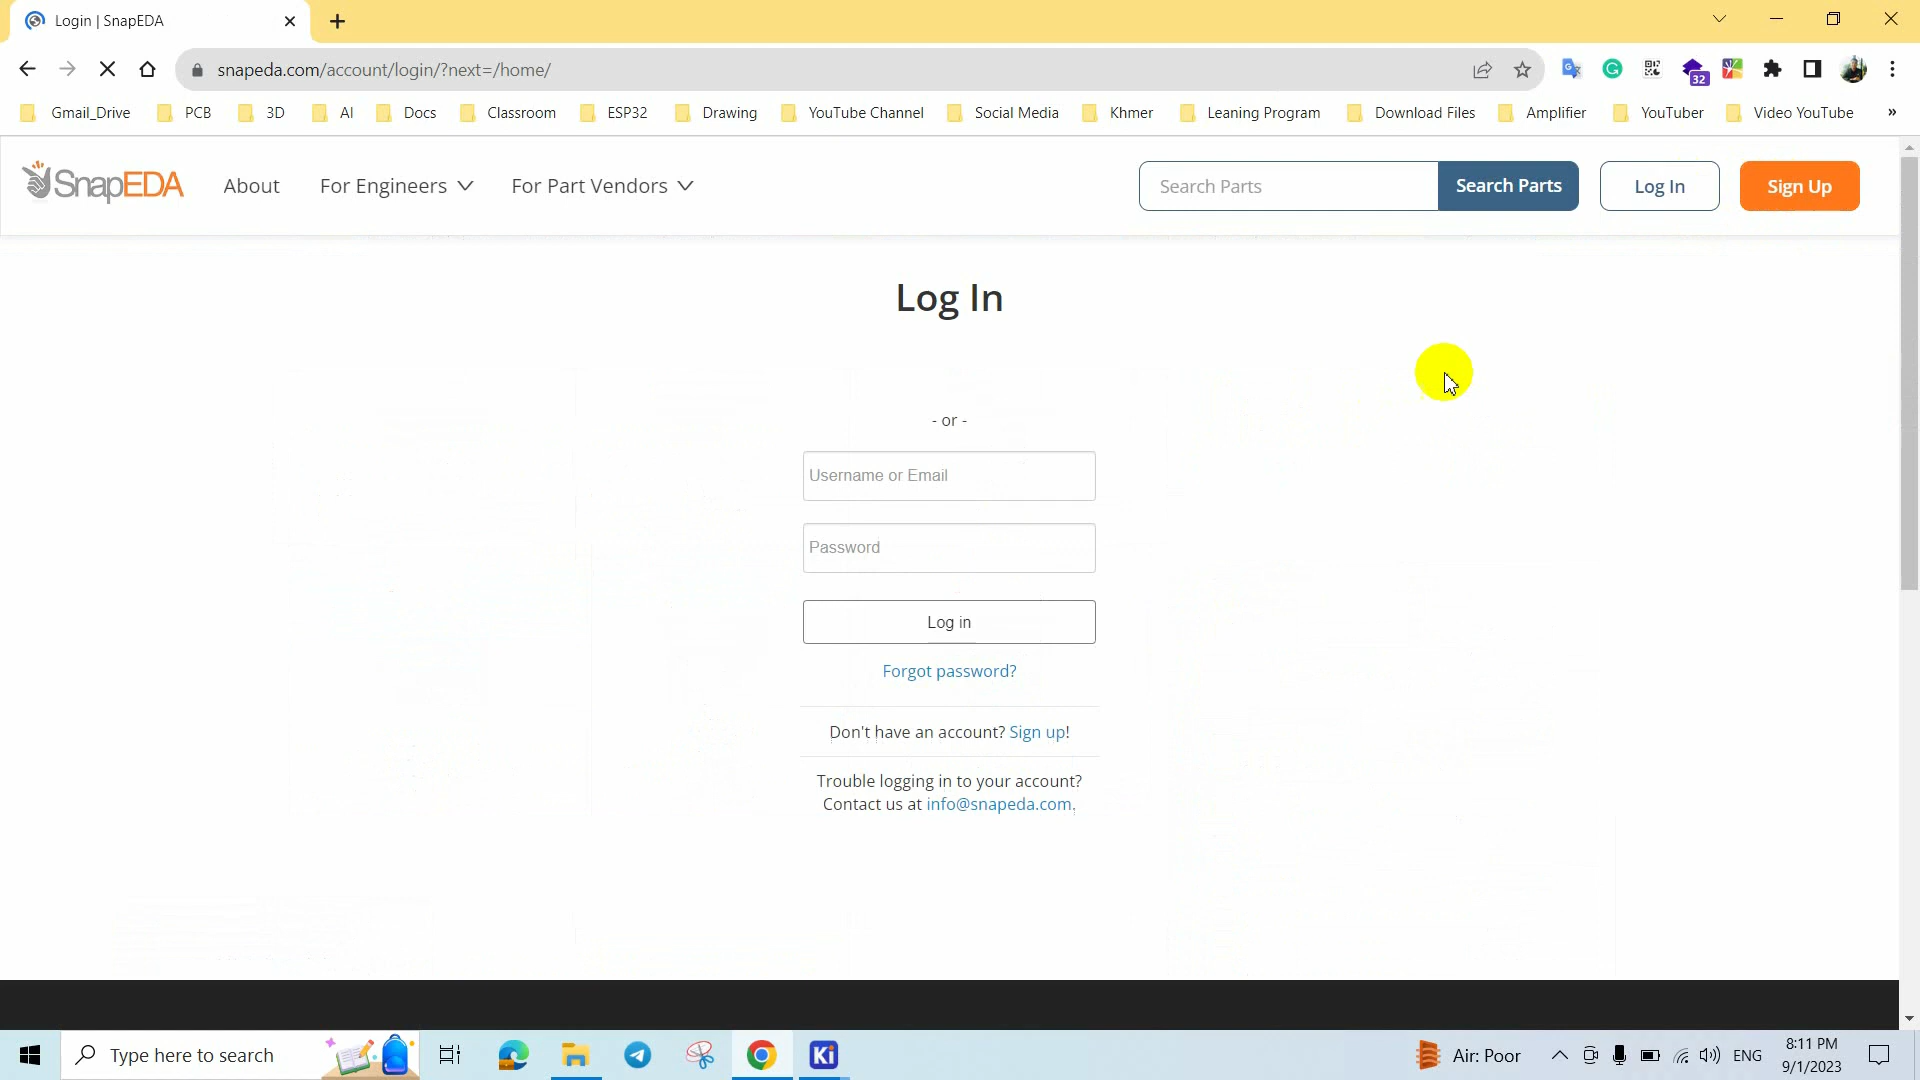 Login | SnapEDA
snapeda.com/account/login/?next=/home/
32
Gmail_Drive PCB 3D AI Docs Classroom ESP32 Drawing YouTube Channel Social Media Khmer Leaning Program Download Files Amplifier YouTuber Video YouTube »
SnapEDA About For Engineers For Part Vendors Search Parts Search Parts Log In Sign Up
Log In
- or -
Username or Email
Password
Log in
Forgot password?
Don't have an account? Sign up!
Trouble logging in to your account?
Contact us at info@snapeda.com.
Type here to search Ki Air: Poor ENG 8:11 PM
9/1/2023